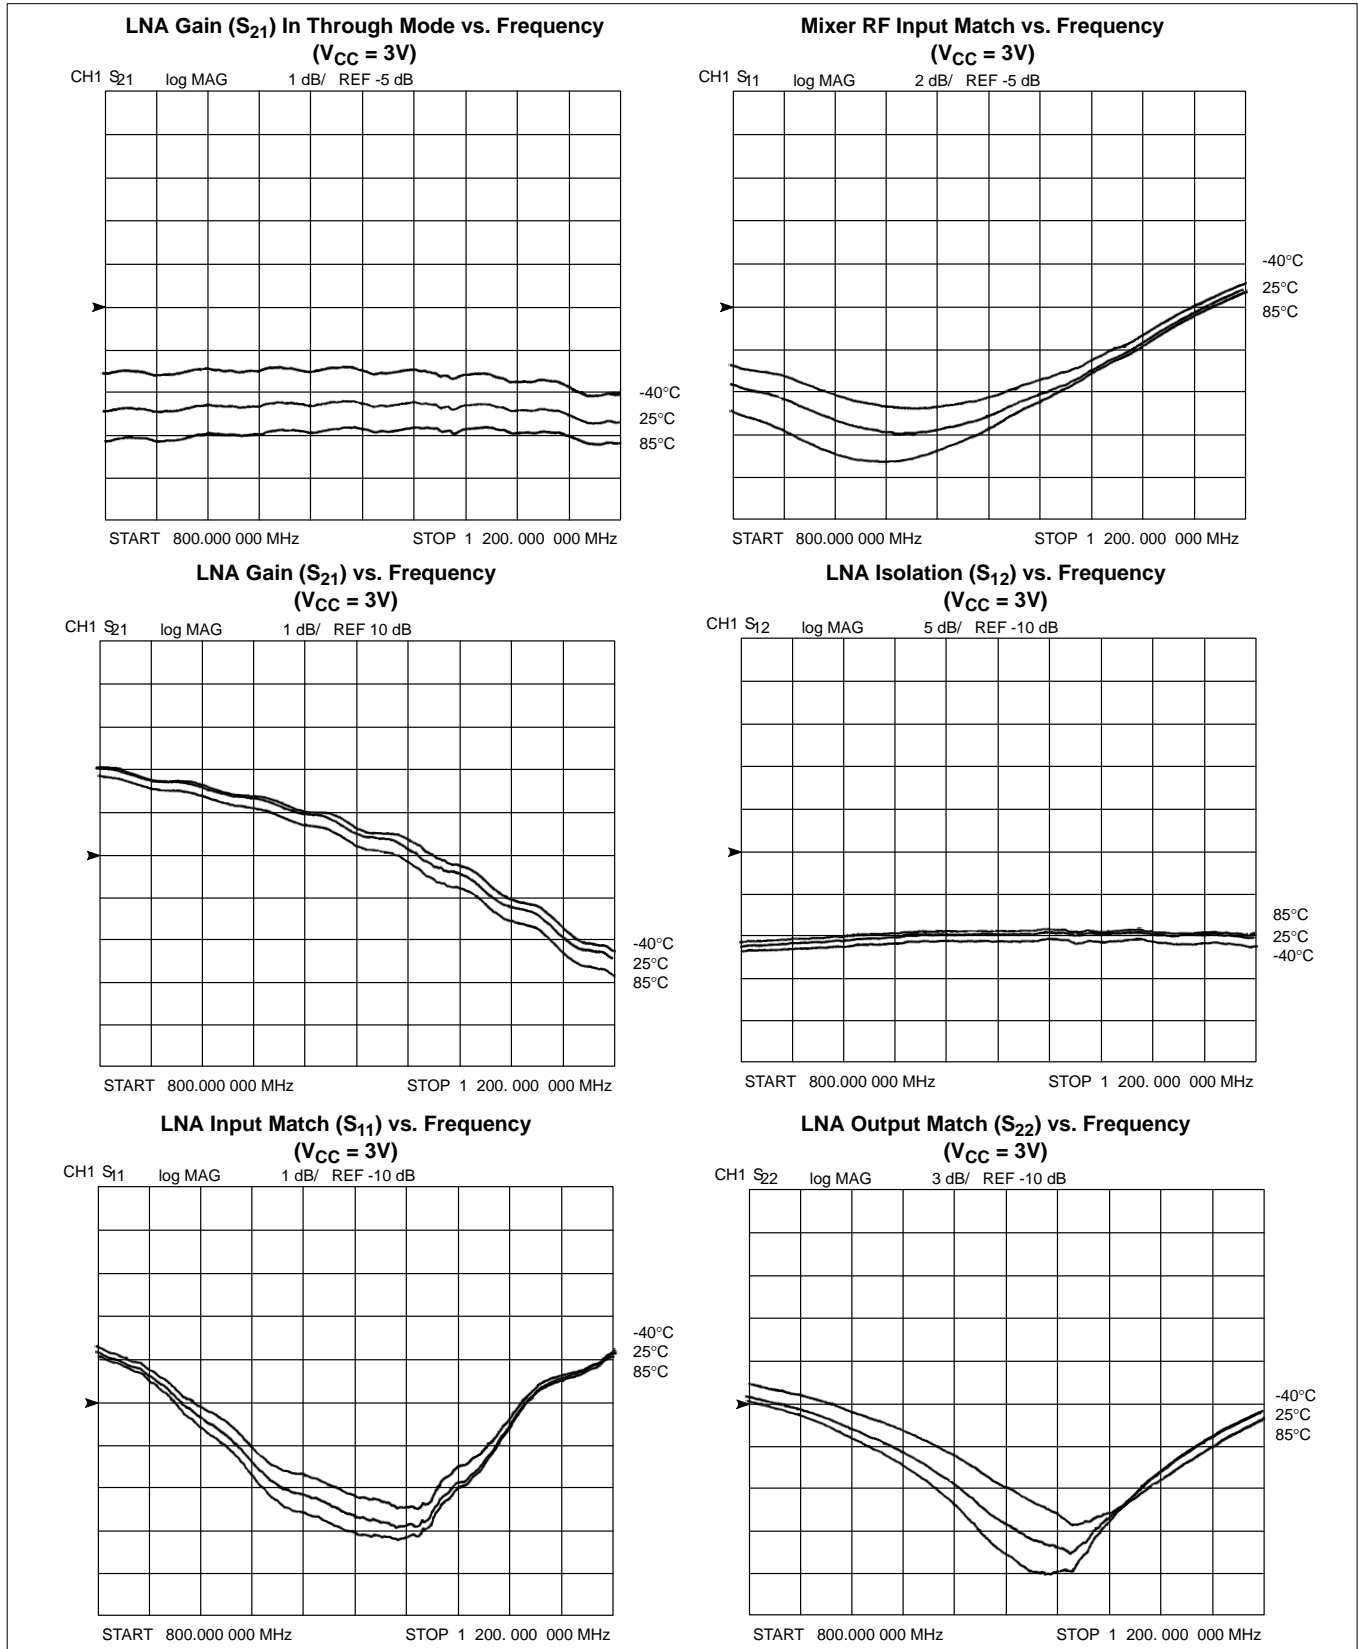 LNA Gain (S21) In Through Mode vs. Frequency
(VCC = 3V)
CH1 S21 log MAG 1 dB/ REF -5 dB
-40°C
25°C
85°C
START 800.000 000 MHz STOP 1 200. 000 000 MHz
Mixer RF Input Match vs. Frequency
(VCC = 3V)
CH1 S11 log MAG 2 dB/ REF -5 dB
-40°C
25°C
85°C
START 800.000 000 MHz STOP 1 200. 000 000 MHz
LNA Gain (S21) vs. Frequency
(VCC = 3V)
CH1 S21 log MAG 1 dB/ REF 10 dB
-40°C
25°C
85°C
START 800.000 000 MHz STOP 1 200. 000 000 MHz
LNA Isolation (S12) vs. Frequency
(VCC = 3V)
CH1 S12 log MAG 5 dB/ REF -10 dB
85°C
25°C
-40°C
START 800.000 000 MHz STOP 1 200. 000 000 MHz
LNA Input Match (S11) vs. Frequency
(VCC = 3V)
CH1 S11 log MAG 1 dB/ REF -10 dB
-40°C
25°C
85°C
START 800.000 000 MHz STOP 1 200. 000 000 MHz
LNA Output Match (S22) vs. Frequency
(VCC = 3V)
CH1 S22 log MAG 3 dB/ REF -10 dB
-40°C
25°C
85°C
START 800.000 000 MHz STOP 1 200. 000 000 MHz